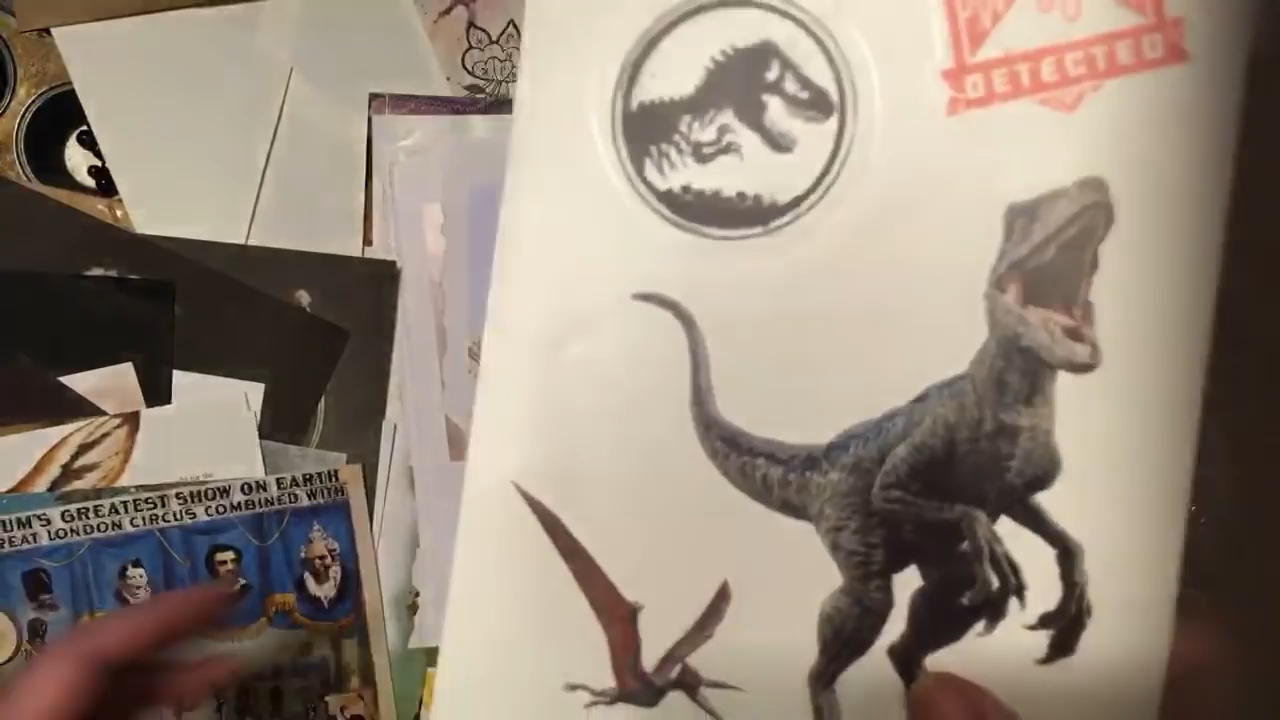 DETECTED
UM'S GREATEST SHOW ON EARTH
REAT LONDON CIRCUS COMBINED WITH